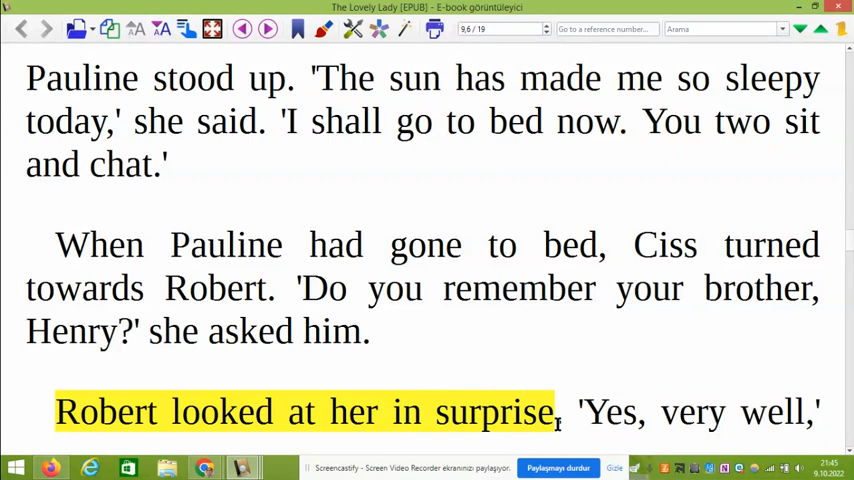 The Lovely Lady [EPUB] - E-book görüntüleyici
9,6 / 19
Go to a reference number...
Arama
Pauline stood up. 'The sun has made me so sleepy
today,' she said. 'I shall go to bed now. You two sit
and chat.'
When Pauline had gone to bed, Ciss turned
towards Robert. 'Do you remember your brother,
Henry?' she asked him.
Robert looked at her in surprise, 'Yes, very well,'
Screencastify - Screen Video Recorder ekranınızı paylaşıyor.
Paylaşmayı durdur
Gizle
21:45
9.10.2022